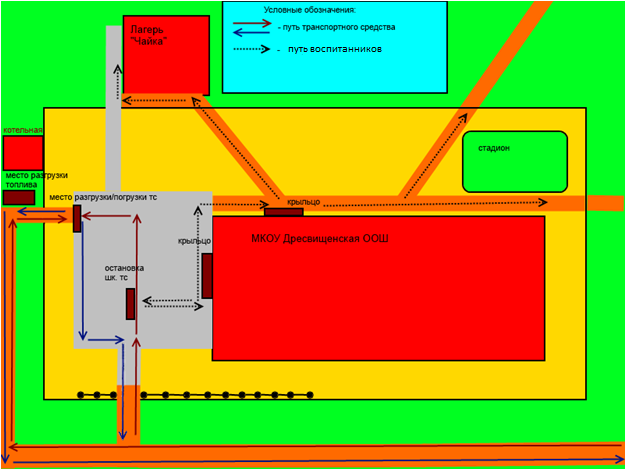 Условные обозначения:
- путь транспортного средства
- путь воспитанников
Лагерь
"Чайка"
котельная
место разгрузки
топлива
место разгрузки/погрузки тс
стадион
крыльцо
крыльцо
МКОУ Дресвищенская ООШ
остановка
шк. тс